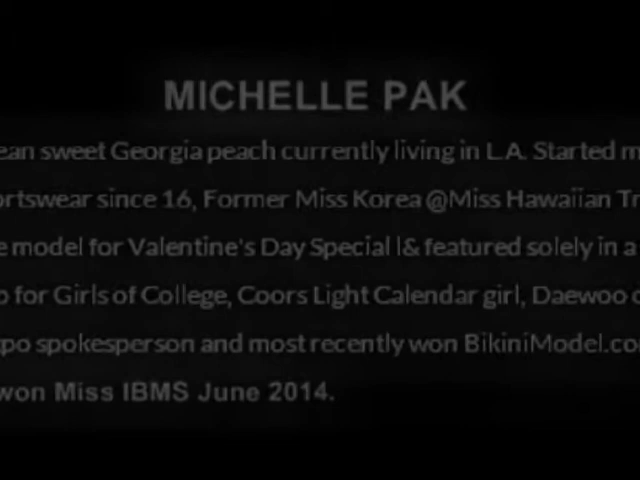 MICHELLE PAK
ean sweet Georgia peach currently living in L.A. Started m
ortswear since 16, Former Miss Korea @Miss Hawaiian Tr
e model for Valentine's Day Special l& featured solely in a
o for Girls of College, Coors Light Calendar girl, Daewoo c
xpo spokesperson and most recently won BikiniModel.co
won Miss IBMS June 2014.